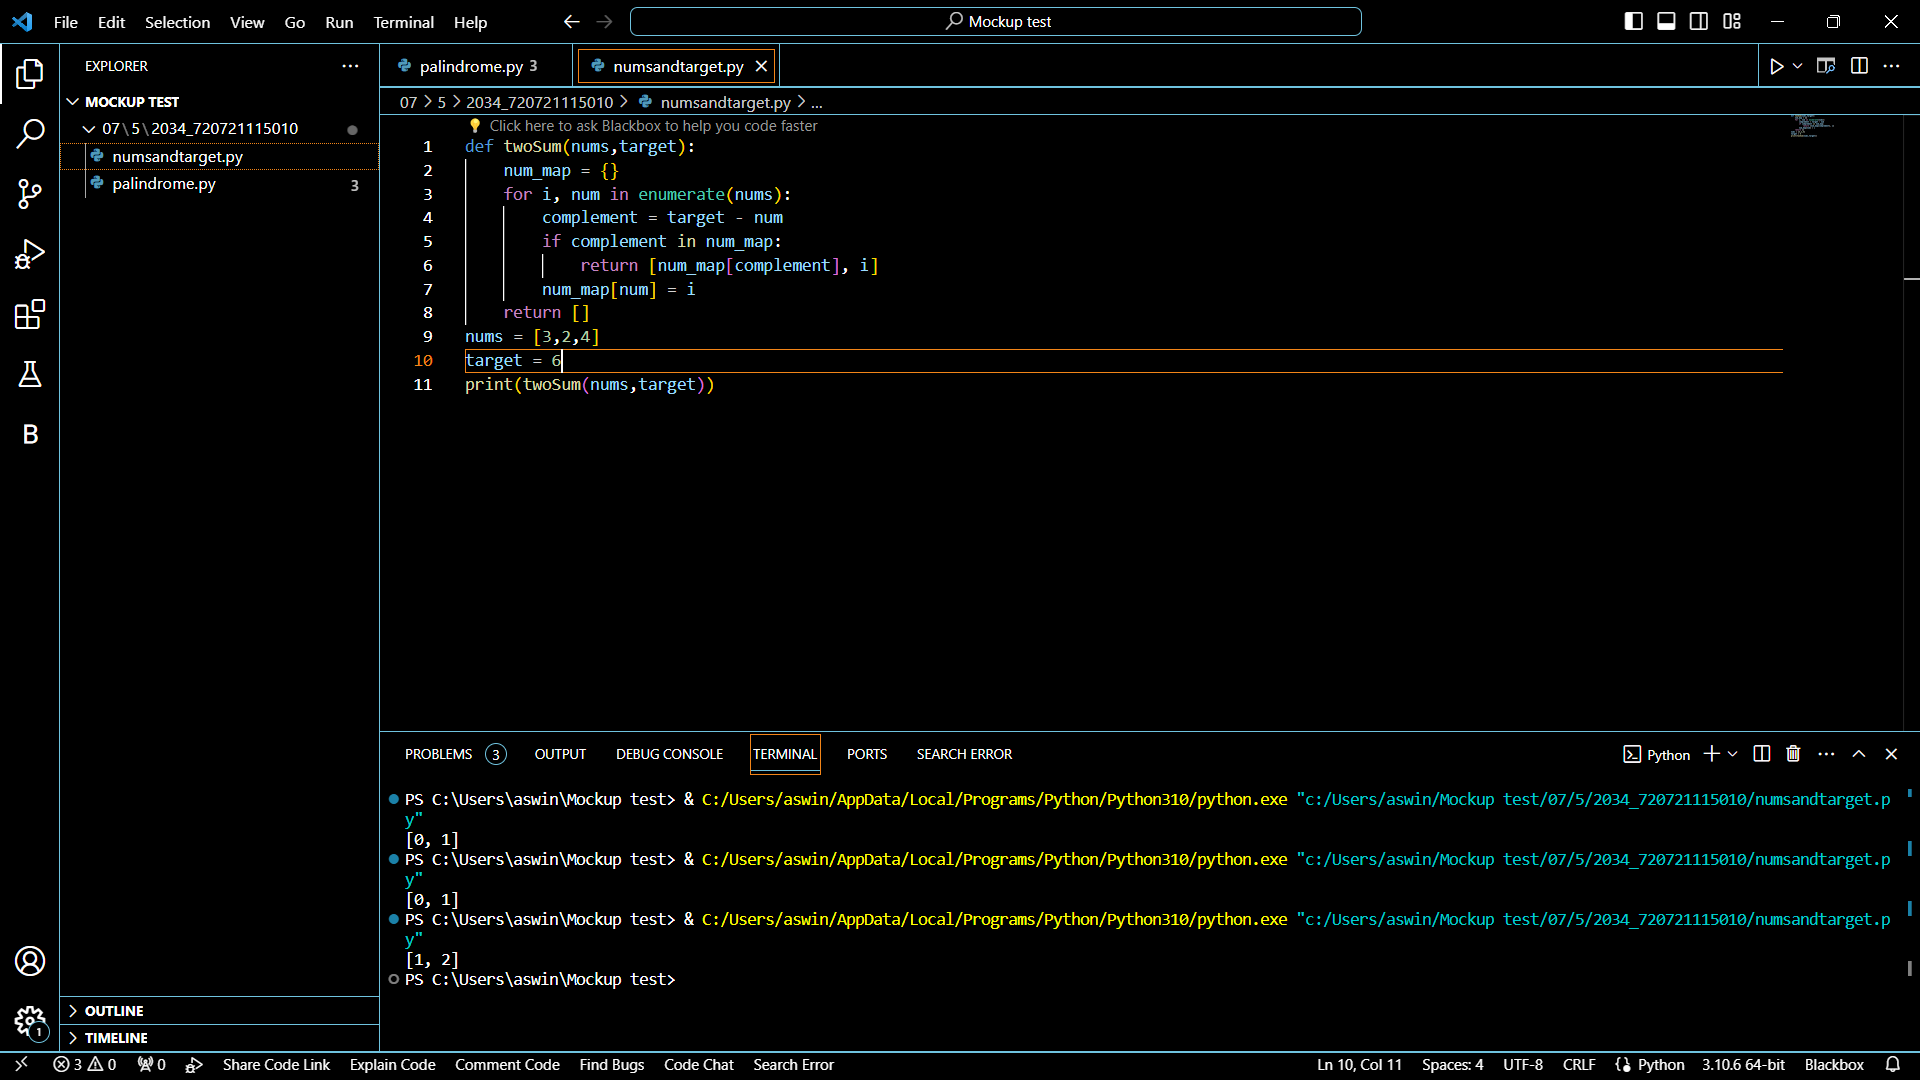 File Edit Selection View Go Run Terminal Help
Mockup test
EXPLORER
MOCKUP TEST
07\5\2034_720721115010
numsandtarget.py
palindrome.py 3
palindrome.py 3 numsandtarget.py
07 > 5 > 2034_720721115010 > numsandtarget.py > ...
Click here to ask Blackbox to help you code faster
1 def twoSum(nums,target):
2 num_map = {}
3 for i, num in enumerate(nums):
4 complement = target - num
5 if complement in num_map:
6 return [num_map[complement], i]
7 num_map[num] = i
8 return []
9 nums = [3,2,4]
10 target = 6
11 print(twoSum(nums,target))
PROBLEMS 3 OUTPUT DEBUG CONSOLE TERMINAL PORTS SEARCH ERROR
Python
PS C:\Users\aswin\Mockup test> & C:/Users/aswin/AppData/Local/Programs/Python/Python310/python.exe "c:/Users/aswin/Mockup test/07/5/2034_720721115010/numsandtarget.p
y"
[0, 1]
PS C:\Users\aswin\Mockup test> & C:/Users/aswin/AppData/Local/Programs/Python/Python310/python.exe "c:/Users/aswin/Mockup test/07/5/2034_720721115010/numsandtarget.p
y"
[0, 1]
PS C:\Users\aswin\Mockup test> & C:/Users/aswin/AppData/Local/Programs/Python/Python310/python.exe "c:/Users/aswin/Mockup test/07/5/2034_720721115010/numsandtarget.p
y"
[1, 2]
PS C:\Users\aswin\Mockup test>
B
1
OUTLINE
TIMELINE
3 0 0 Share Code Link Explain Code Comment Code Find Bugs Code Chat Search Error
Ln 10, Col 11 Spaces: 4 UTF-8 CRLF Python 3.10.6 64-bit Blackbox